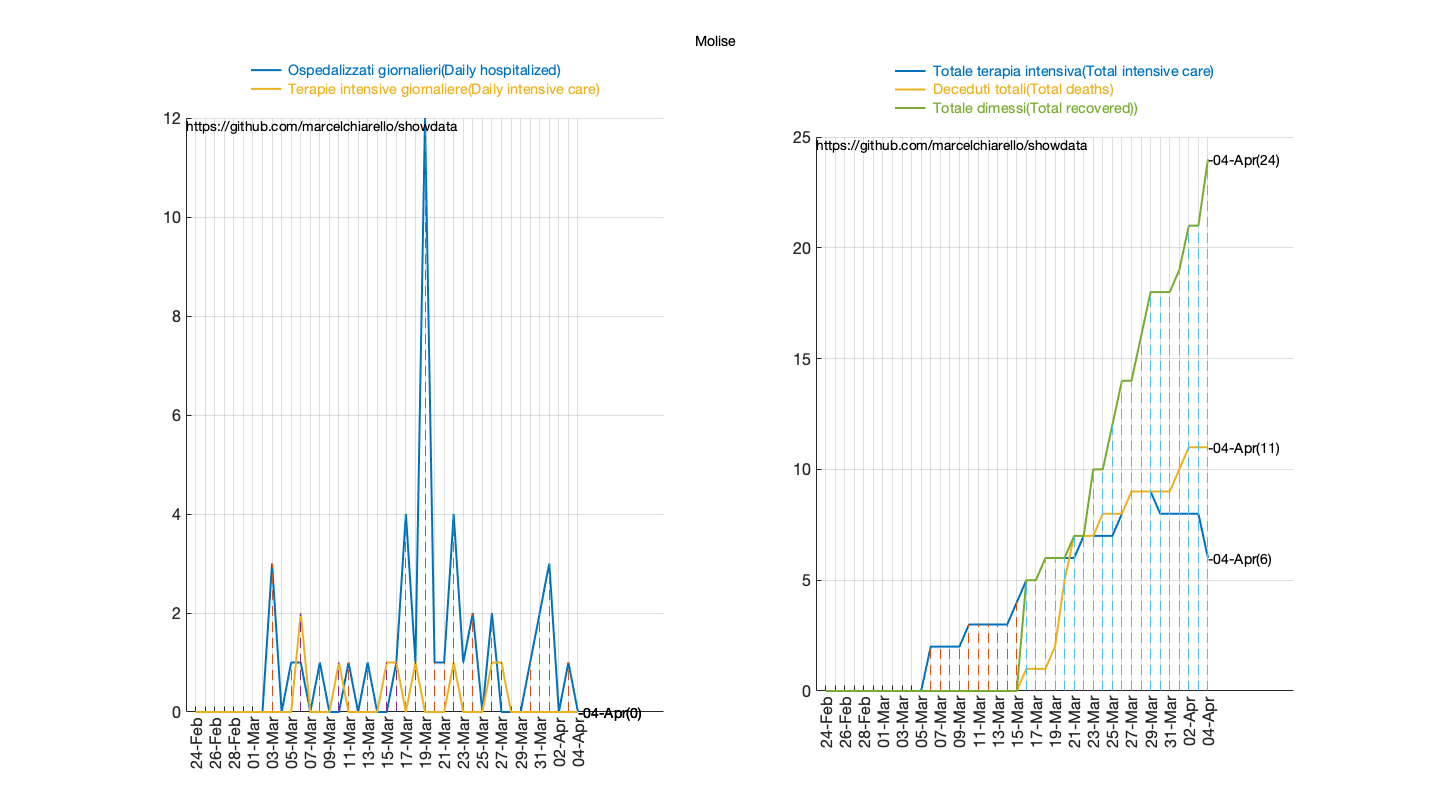 Molise
Ospedalizzati giornalieri(Daily hospitalized)
Terapie intensive giornaliere(Daily intensive care)
12
https://github.com/marcelchiarello/showdata
10
8
6
4
2
0
-04-Apr(0)
24-Feb
26-Feb
28-Feb
01-Mar
03-Mar
05-Mar
07-Mar
09-Mar
11-Mar
13-Mar
15-Mar
17-Mar
19-Mar
21-Mar
23-Mar
25-Mar
27-Mar
29-Mar
31-Mar
02-Apr
04-Apr
Totale terapia intensiva(Total intensive care)
Deceduti totali(Total deaths)
Totale dimessi(Total recovered))
25
https://github.com/marcelchiarello/showdata
-04-Apr(24)
20
15
-04-Apr(11)
10
-04-Apr(6)
5
0
24-Feb
26-Feb
28-Feb
01-Mar
03-Mar
05-Mar
07-Mar
09-Mar
11-Mar
13-Mar
15-Mar
17-Mar
19-Mar
21-Mar
23-Mar
25-Mar
27-Mar
29-Mar
31-Mar
02-Apr
04-Apr